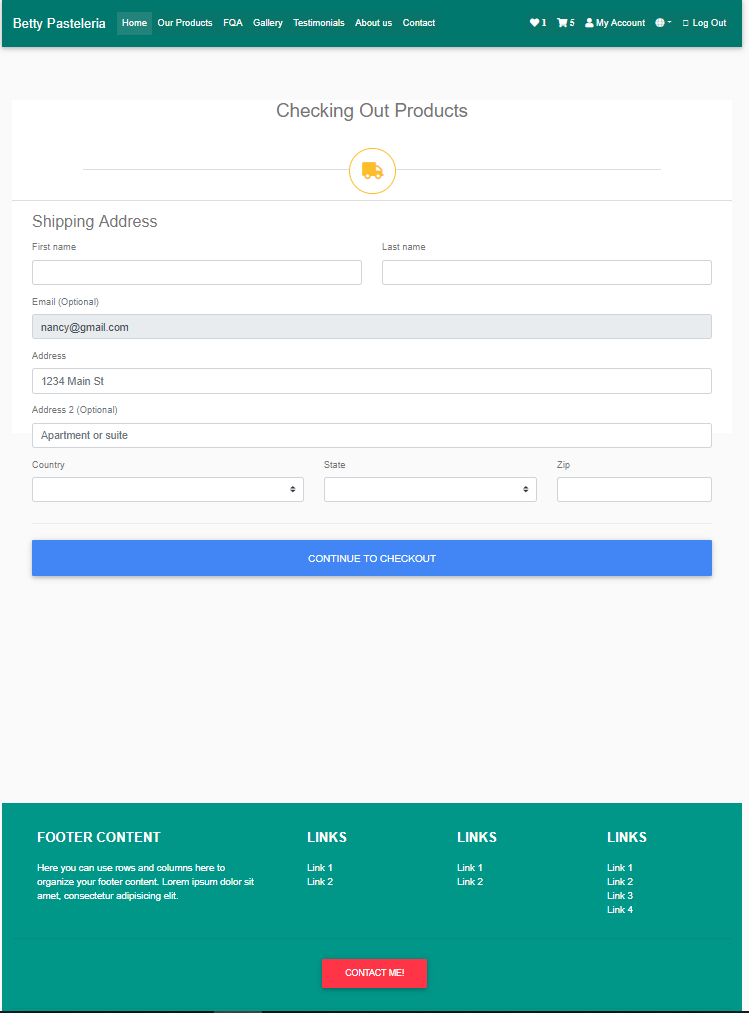 Betty Pasteleria Home Our Products FQA Gallery Testimonials About us Contact 1 5 My Account Log Out
Checking Out Products
Shipping Address
First name Last name
Email (Optional)
nancy@gmail.com
Address
1234 Main St
Address 2 (Optional)
Apartment or suite
Country State Zip
CONTINUE TO CHECKOUT
FOOTER CONTENT LINKS LINKS LINKS
Here you can use rows and columns here to Link 1 Link 1 Link 1
organize your footer content. Lorem ipsum dolor sit Link 2 Link 2 Link 2
amet, consectetur adipisicing elit. Link 3
Link 4
CONTACT ME!